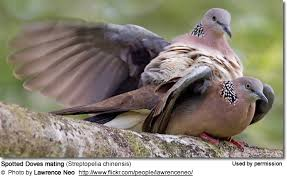 Spotted Doves mating (Streptopelia chinensis)
© Photo by Lawrence Neo http://www.flickr.com/people/lawrenceneo/ Used by permission